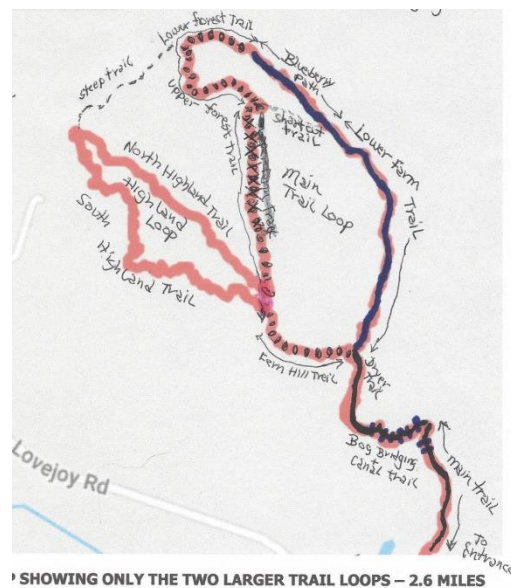 Lower forest Trail
steep trail
Blueberry
Path
upper forest trail
shortcut
trail
Lower Farm
Trail
North Highland Trail
Highland
Loop
South
Highland Trail
Main
Trail Loop
Fern Hill Trail
Dryer
Bog Bridging
+
Canal trail
main trail
To
Entrance
Lovejoy Rd
SHOWING ONLY THE TWO LARGER TRAIL LOOPS – 2.6 MILES